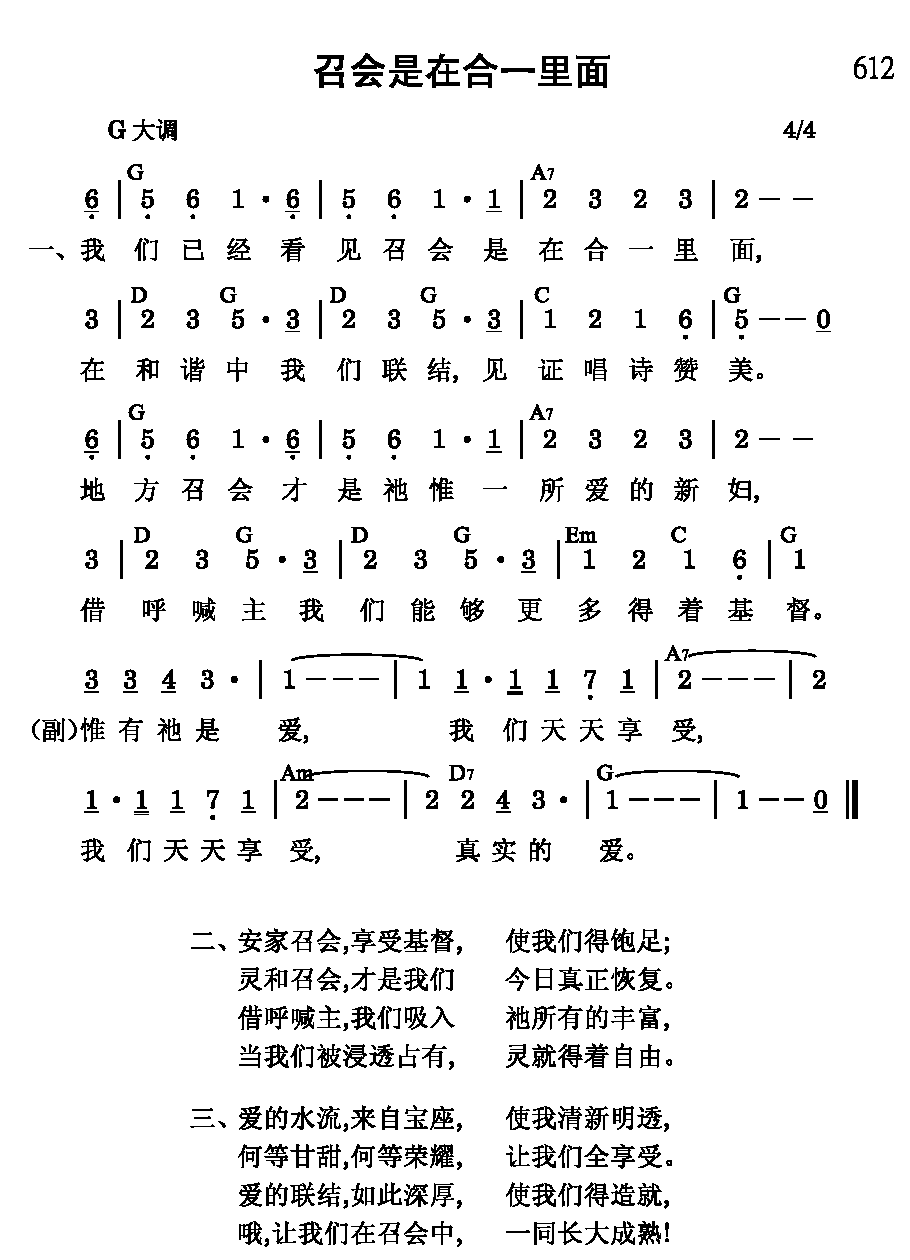 召会是在合一里面 612
G 大调 4/4
G A7
6 | 5 6 1 · 6 | 5 6 1 · 1 | 2 3 2 3 | 2 – –
一、我们已经看见召会是在合一里面,
D G D G C G
3 | 2 3 5 · 3 | 2 3 5 · 3 | 1 2 1 6 | 5 – – 0
在和谐中我们联结,见证唱诗赞美。
G A7
6 | 5 6 1 · 6 | 5 6 1 · 1 | 2 3 2 3 | 2 – –
地方召会才是祂惟一所爱的新妇,
D G D G Em C G
3 | 2 3 5 · 3 | 2 3 5 · 3 | 1 2 1 6 | 1
借呼喊主我们能够更多得着基督。
A7
3 3 4 3 · | 1 – – – | 1 1 · 1 1 7 1 | 2 – – – | 2
(副)惟有祂是爱,我们天天享受,
Am D7 G
1 · 1 1 7 1 | 2 – – – | 2 2 4 3 · | 1 – – – | 1 – – 0 ‖
我们天天享受,真实的爱。
二、安家召会,享受基督, 使我们得饱足;
灵和召会,才是我们 今日真正恢复。
借呼喊主,我们吸入 祂所有的丰富,
当我们被浸透占有, 灵就得着自由。
三、爱的水流,来自宝座, 使我清新明透,
何等甘甜,何等荣耀, 让我们全享受。
爱的联结,如此深厚, 使我们得造就,
哦,让我们在召会中, 一同长大成熟!